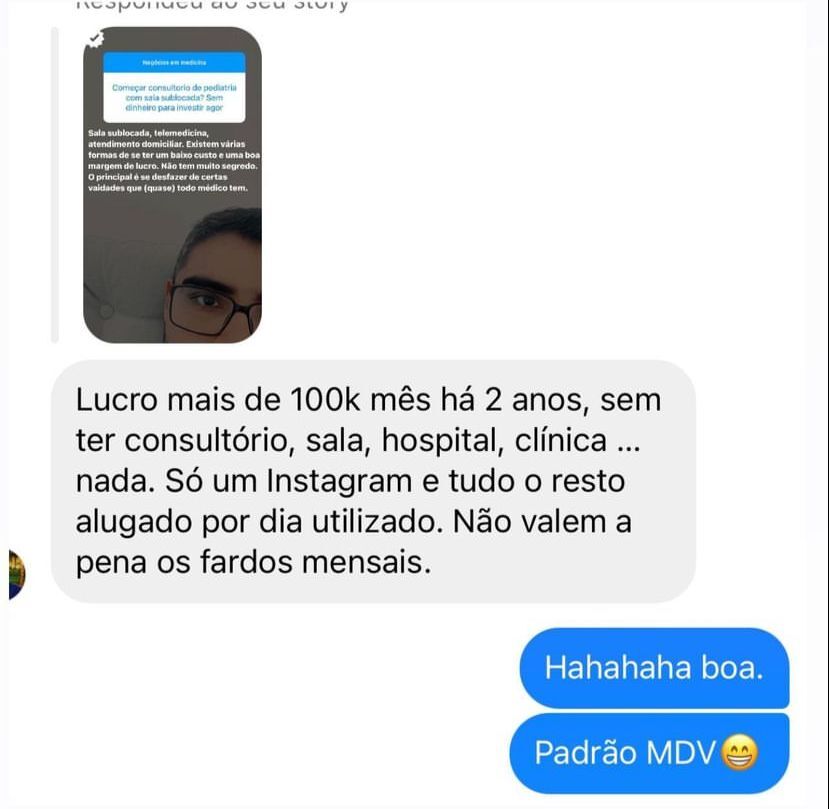 Respondeu ao seu story
Negócios em medicina
Começar consultorio de pediatria
com sala sublocada? Sem
dinheiro para investir agor
Sala sublocada, telemedicina,
atendimento domiciliar. Existem várias
formas de se ter um baixo custo e uma boa
margem de lucro. Não tem muito segredo.
O principal é se desfazer de certas
vaidades que (quase) todo médico tem.
Lucro mais de 100k mês há 2 anos, sem
ter consultório, sala, hospital, clínica ...
nada. Só um Instagram e tudo o resto
alugado por dia utilizado. Não valem a
pena os fardos mensais.
Hahahaha boa.
Padrão MDV😁